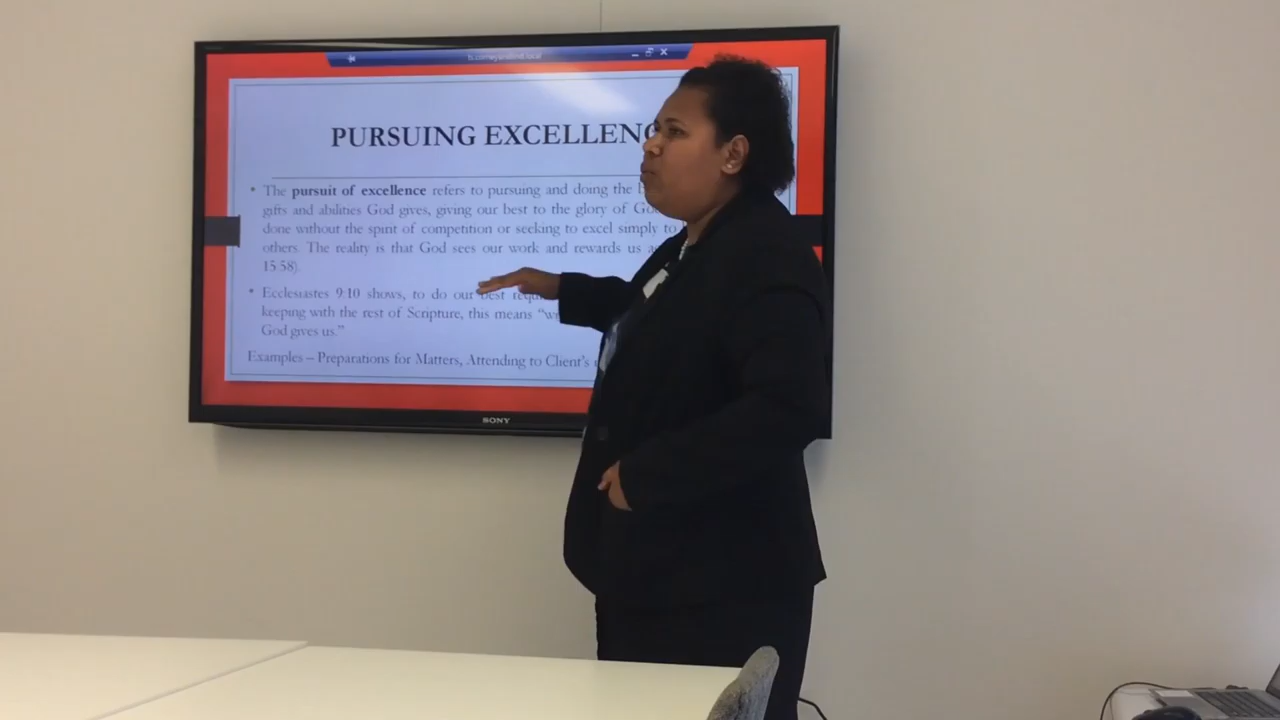 PURSUING EXCELLENC
• The pursuit of excellence refers to pursuing and doing the
gifts and abilities God gives, giving our best to the glory of
done without the spirit of competition or seeking to excel simply to
others. The reality is that God sees our work and rewards us
15:58).
• Ecclesiastes 9:10 shows, to do our best
keeping with the rest of Scripture, this means
God gives us.”
Examples – Preparations for Matters, Attending to Client's
SONY